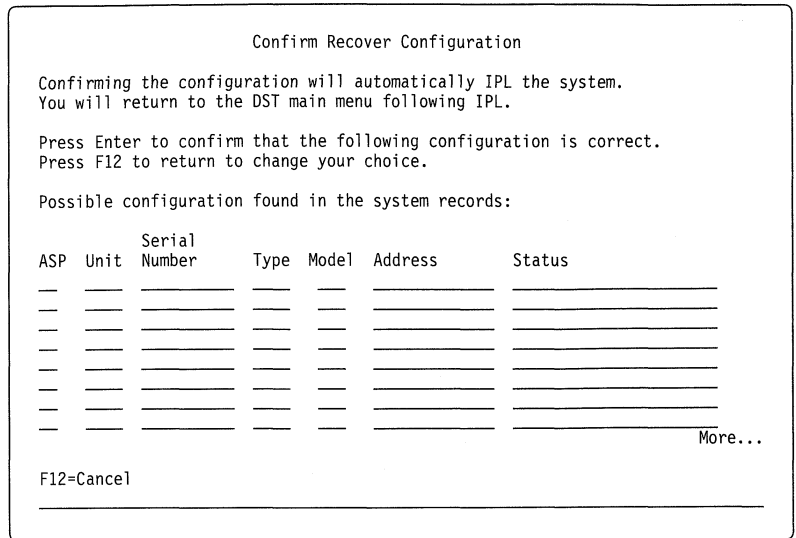 Confirm Recover Configuration
Confirming the configuration will automatically IPL the system.
You will return to the DST main menu following IPL.
Press Enter to confirm that the following configuration is correct.
Press F12 to return to change your choice.
Possible configuration found in the system records:
Serial
ASP Unit Number Type Model Address Status
More...
F12=Cancel